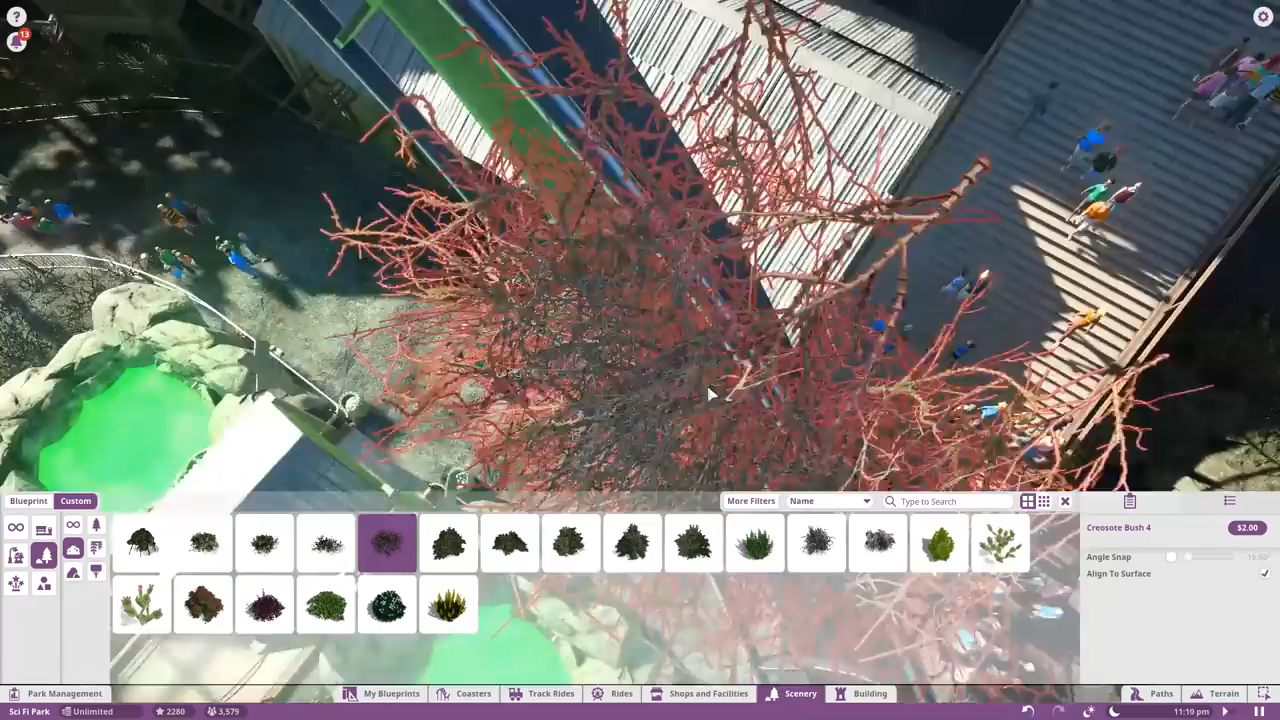 ?
13
Blueprint
Custom
More Filters
Name
Type to Search
Creosote Bush 4
$2.00
Angle Snap
15.00°
Align To Surface
Park Management
My Blueprints
Coasters
Track Rides
Rides
Shops and Facilities
Scenery
Building
Paths
Terrain
Sci Fi Park
Unlimited
2280
3,579
11:10 pm